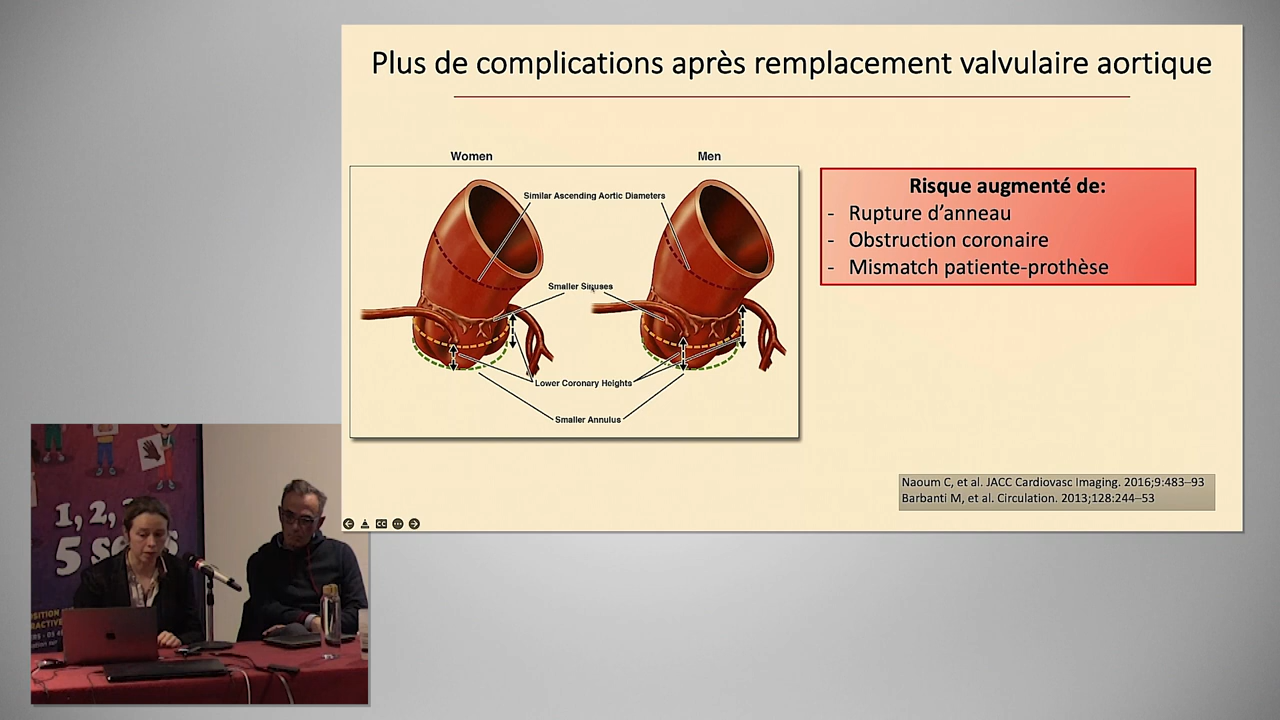 Plus de complications après remplacement valvulaire aortique
Women
Men
Similar Ascending Aortic Diameters
Smaller Sinuses
Lower Coronary Heights
Smaller Annulus
Risque augmenté de:
- Rupture d’anneau
- Obstruction coronaire
- Mismatch patiente-prothèse
Naoum C, et al. JACC Cardiovasc Imaging. 2016;9:483–93
Barbanti M, et al. Circulation. 2013;128:244–53
CC
1, 2,
5